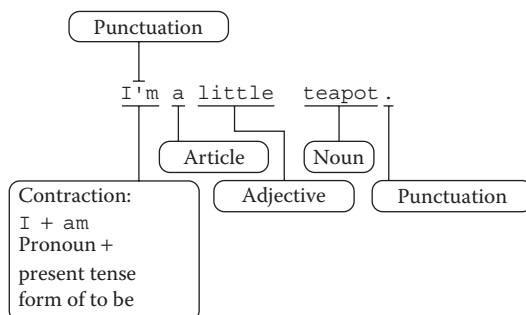 Punctuation
I'm a little teapot.
Article
Noun
Adjective
Punctuation
Contraction:
I + am
Pronoun +
present tense
form of to be